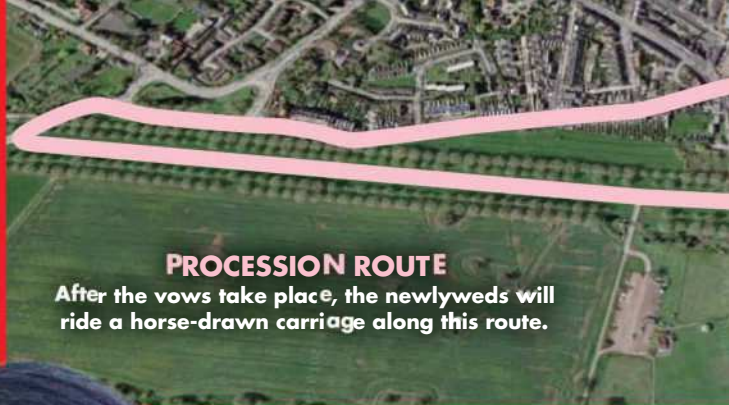 PROCESSION ROUTE
After the vows take place, the newlyweds will
ride a horse-drawn carriage along this route.